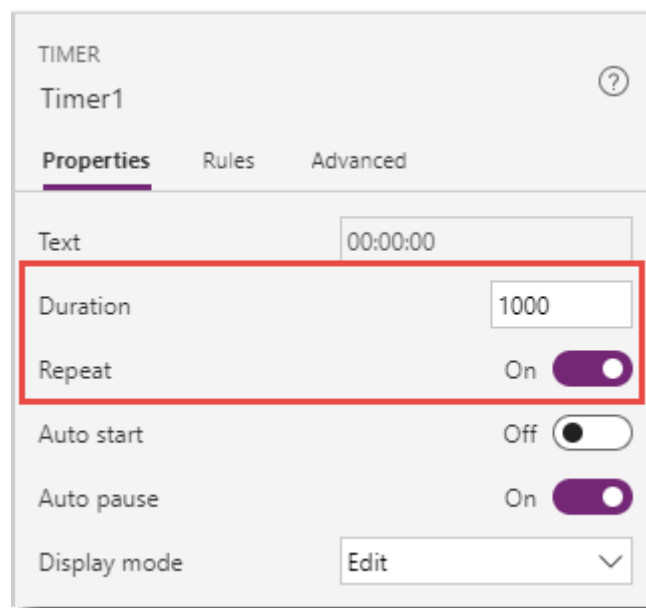 TIMER
Timer1
?
Properties Rules Advanced
Text 00:00:00
Duration 1000
Repeat On
Auto start Off
Auto pause On
Display mode Edit